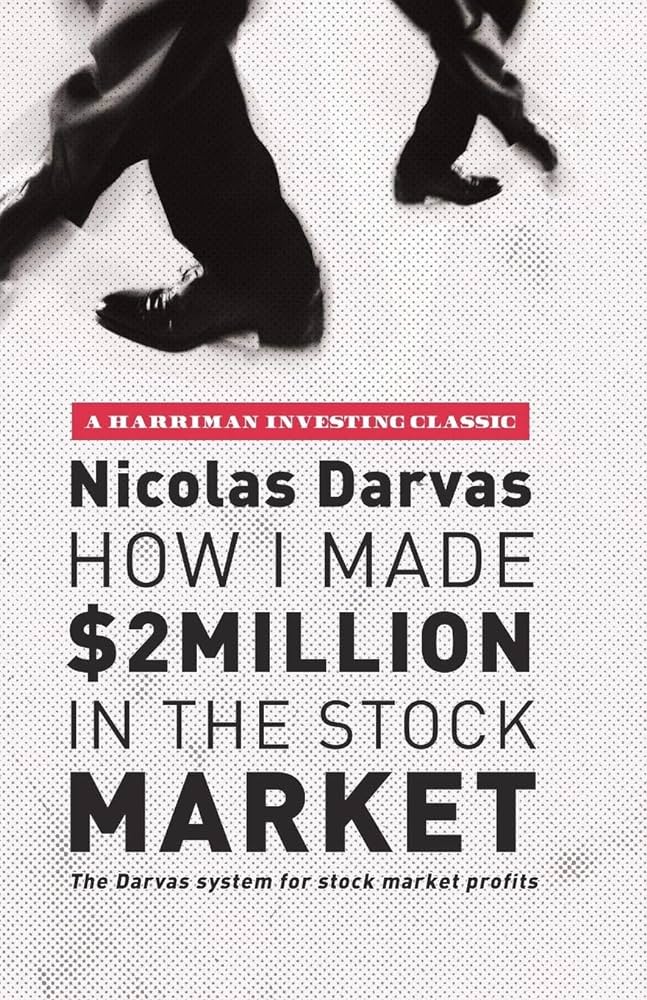 A HARRIMAN INVESTING CLASSIC
Nicolas Darvas
HOW I MADE
$2MILLION
IN THE STOCK
MARKET
The Darvas system for stock market profits